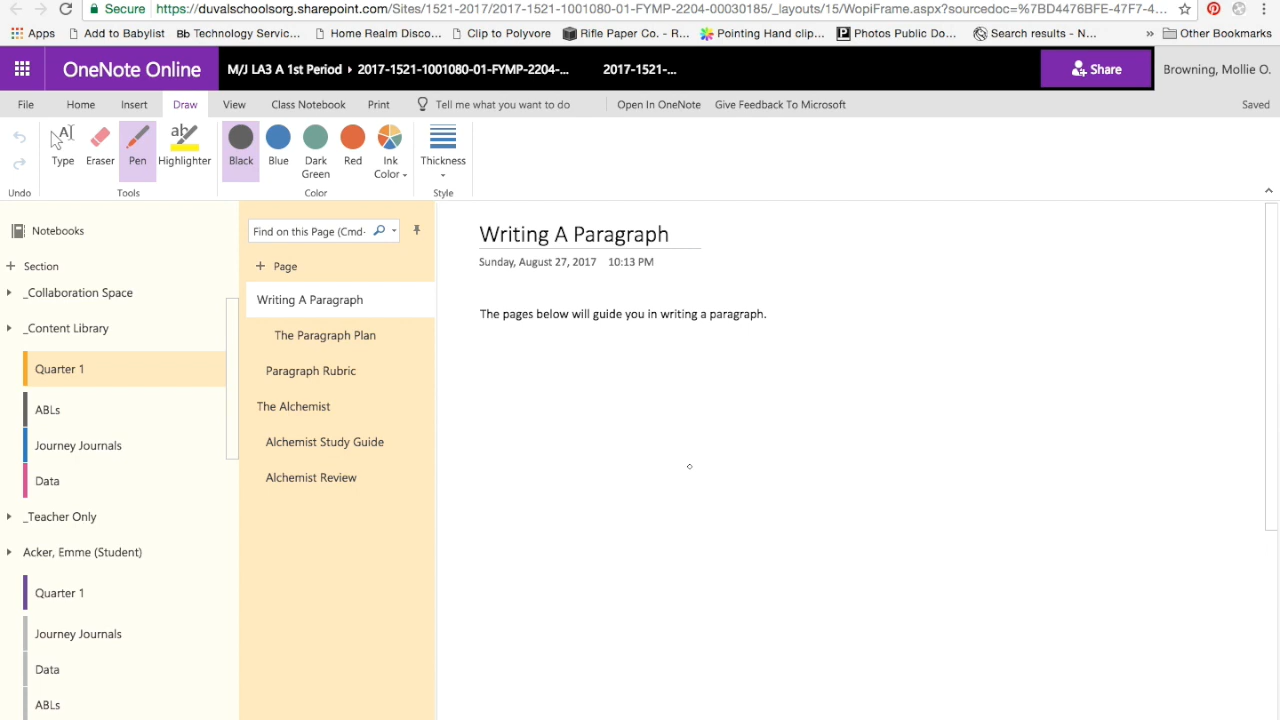 Secure https://duvalschoolsorg.sharepoint.com/Sites/1521-2017/2017-1521-1001080-01-FYMP-2204-00030185/_layouts/15/WopiFrame.aspx?sourcedoc=%7BD4476BFE-47F7-4...
Apps Add to Babylist Bb Technology Servic... Home Realm Disco... Clip to Polyvore Rifle Paper Co. - R... Pointing Hand clip... Photos Public Do... Search results - N... » Other Bookmarks
OneNote Online M/J LA3 A 1st Period 2017-1521-1001080-01-FYMP-2204-... 2017-1521-... Share Browning, Mollie O.
File Home Insert Draw View Class Notebook Print Tell me what you want to do Open In OneNote Give Feedback To Microsoft Saved
Type Eraser Pen Highlighter Black Blue Dark Green Red Ink Color Thickness
Undo Tools Color Style
Notebooks
+ Section
_Collaboration Space
_Content Library
Quarter 1
ABLs
Journey Journals
Data
_Teacher Only
Acker, Emme (Student)
Quarter 1
Journey Journals
Data
ABLs
Find on this Page (Cmd-
+ Page
Writing A Paragraph
The Paragraph Plan
Paragraph Rubric
The Alchemist
Alchemist Study Guide
Alchemist Review
Writing A Paragraph
Sunday, August 27, 2017 10:13 PM
The pages below will guide you in writing a paragraph.